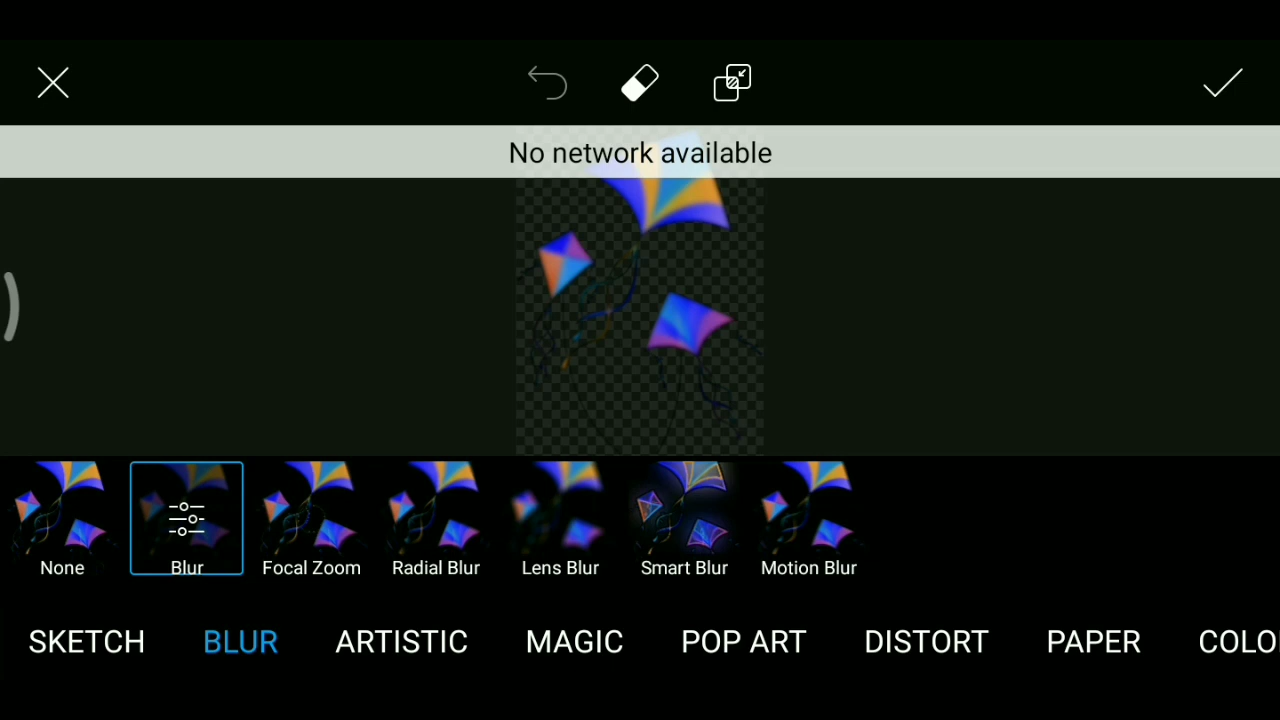 No network available
None Blur Focal Zoom Radial Blur Lens Blur Smart Blur Motion Blur
SKETCH BLUR ARTISTIC MAGIC POP ART DISTORT PAPER COLO